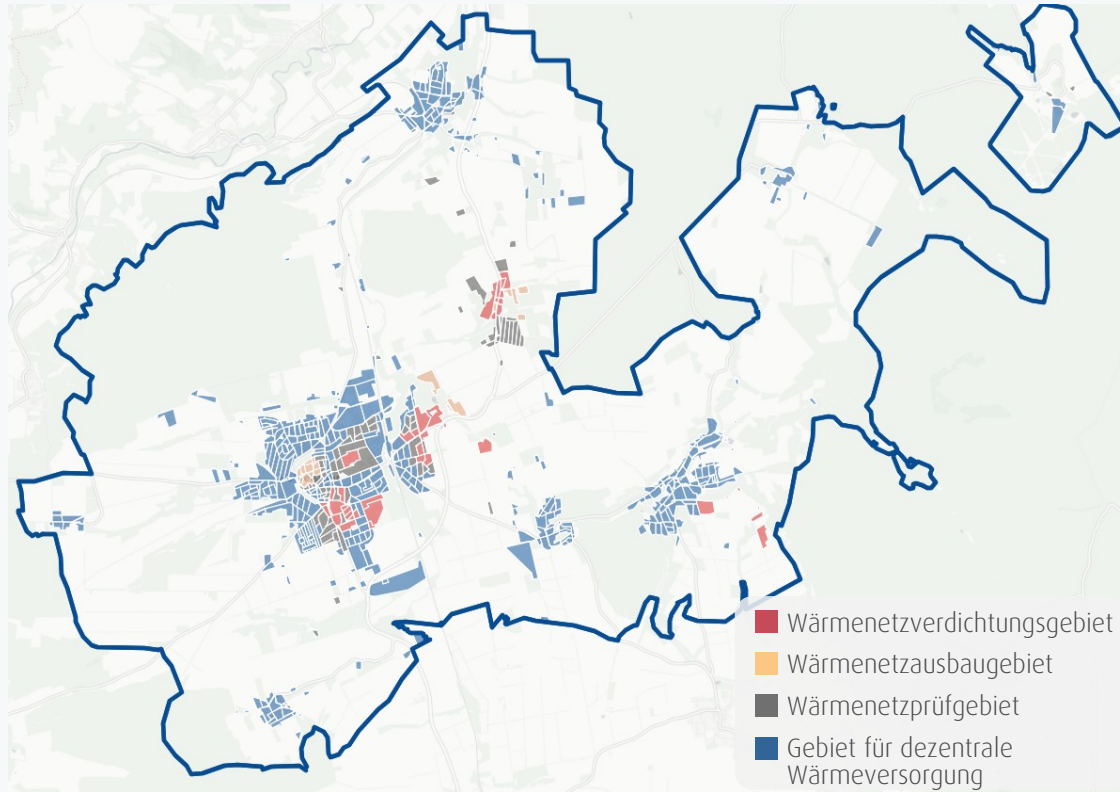 Wärmenetzverdichtungsgebiet
Wärmenetzausbaugebiet
Wärmenetzprüfgebiet
Gebiet für dezentrale
Wärmeversorgung